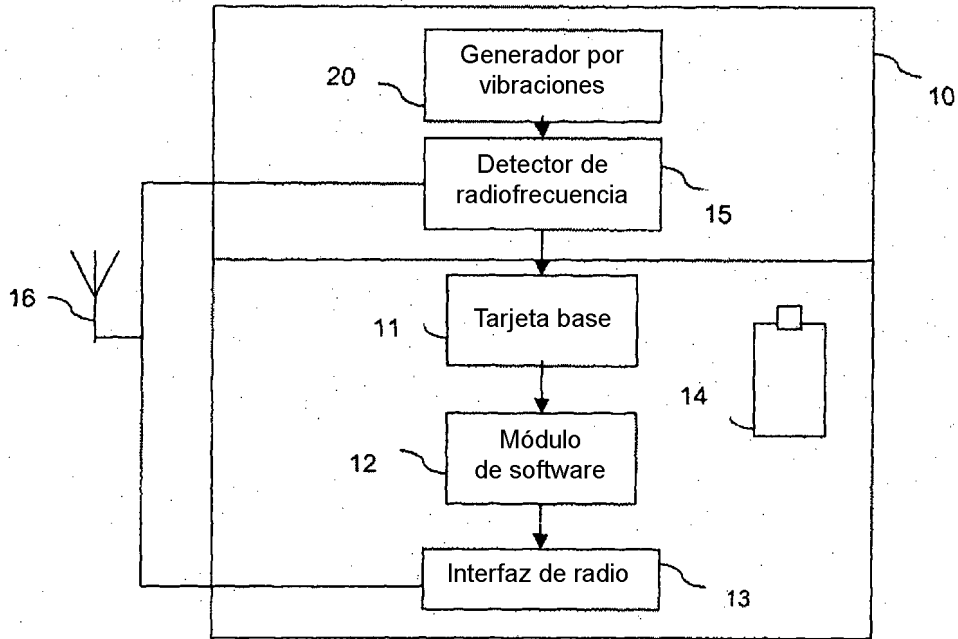 Generador por
vibraciones
20
10
Detector de
radiofrecuencia
15
16
Tarjeta base
11
14
Módulo
de software
12
Interfaz de radio
13